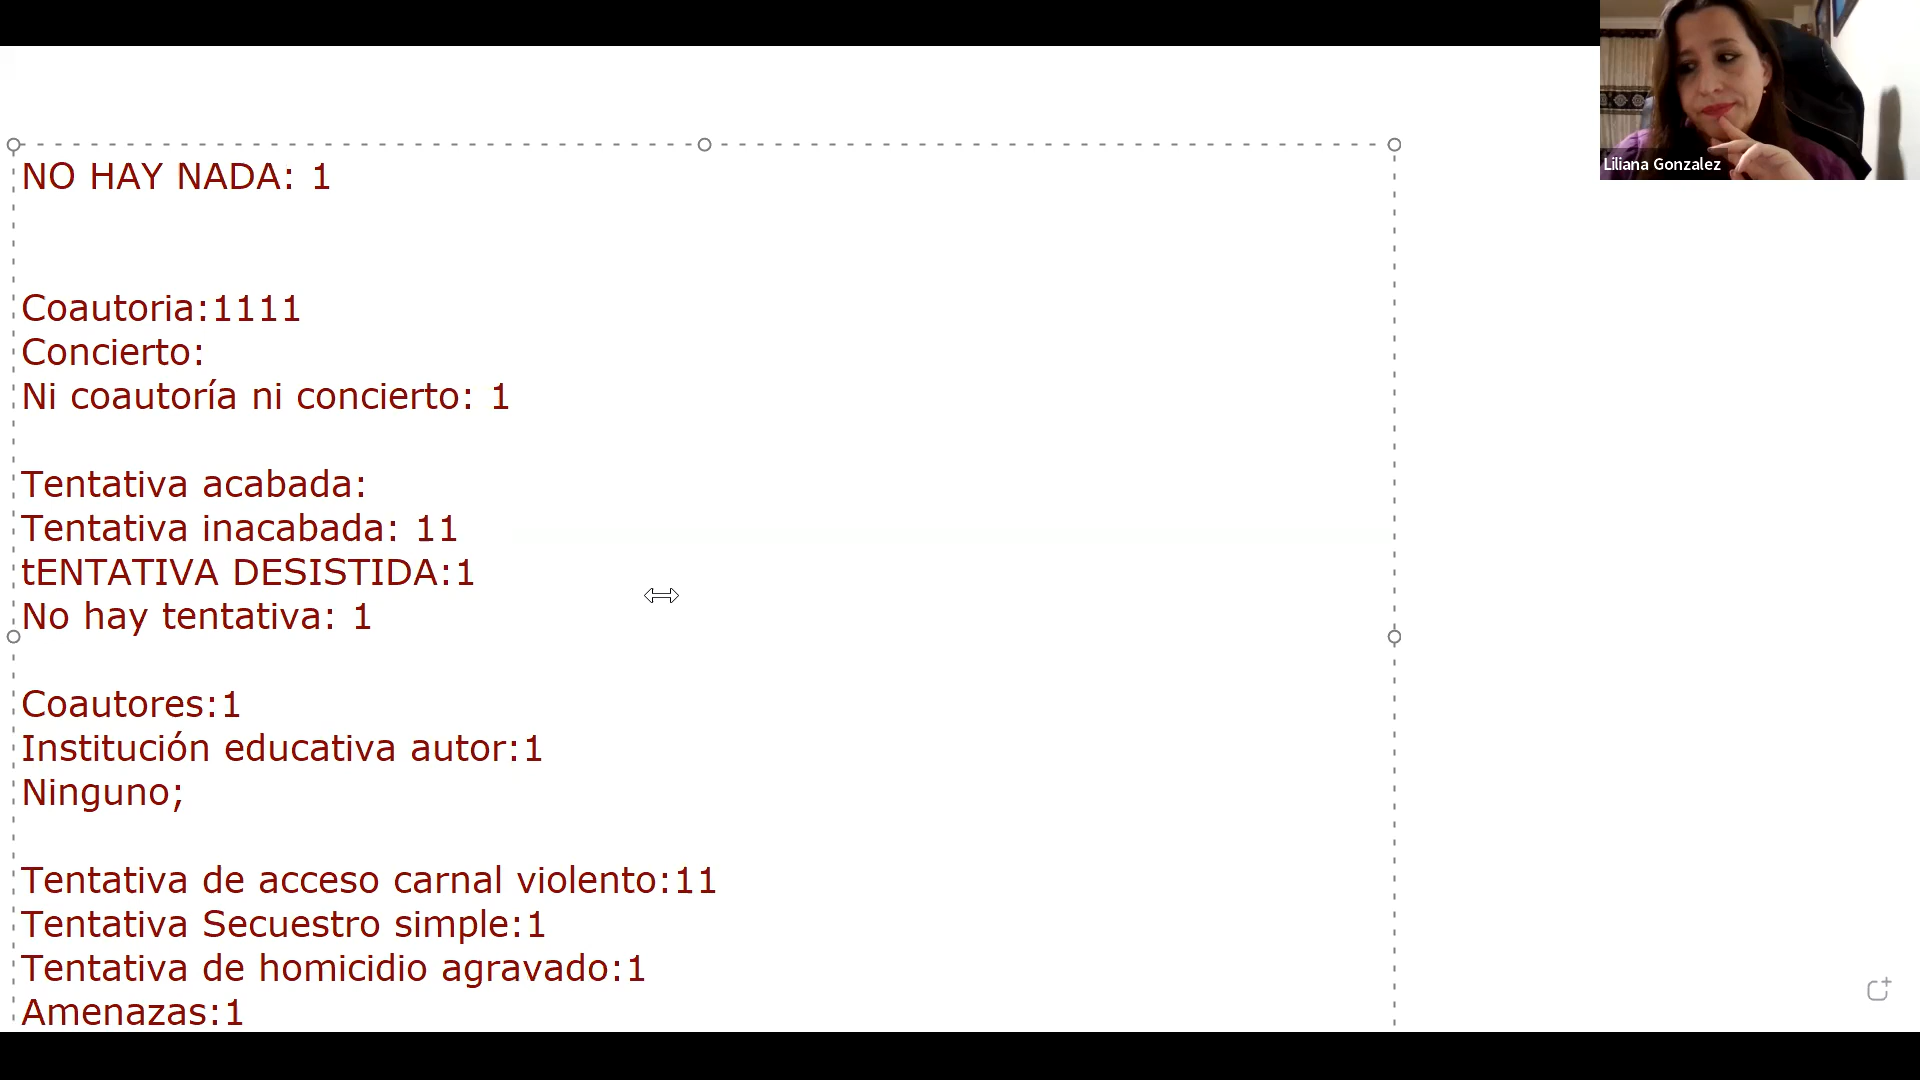 NO HAY NADA: 1
Coautoria:1111
Concierto:
Ni coautoría ni concierto: 1
Tentativa acabada:
Tentativa inacabada: 11
tENTATIVA DESISTIDA:1
No hay tentativa: 1
Coautores:1
Institución educativa autor:1
Ninguno;
Tentativa de acceso carnal violento:11
Tentativa Secuestro simple:1
Tentativa de homicidio agravado:1
Amenazas:1
Liliana Gonzalez